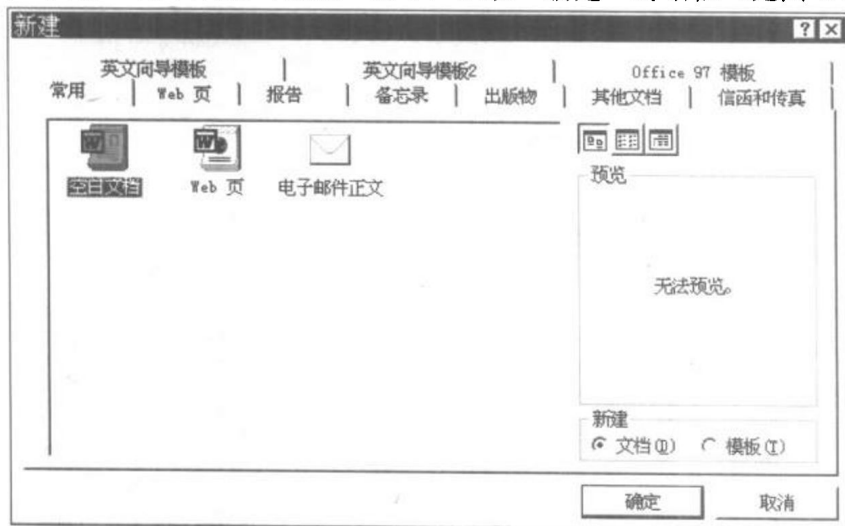 新建
英文向导模板 英文向导模板2 Office 97 模板
常用 Web 页 报告 备忘录 出版物 其他文档 信函和传真
空白文档 Web 页 电子邮件正文
预览
无法预览。
新建
文档(D) 模板(T)
确定 取消